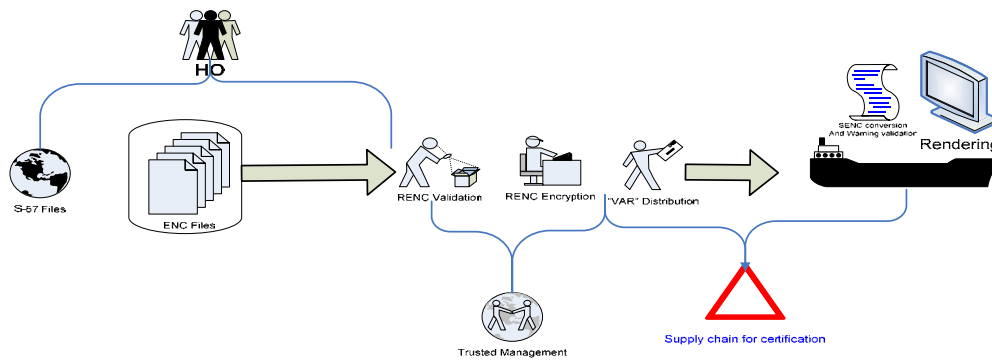 HO
SENC conversion
And Warning validatior
Rendering
S-57 Files
ENC Files
RENC Validation
RENC Encryption
"VAR" Distribution
Trusted Management
Supply chain for certification